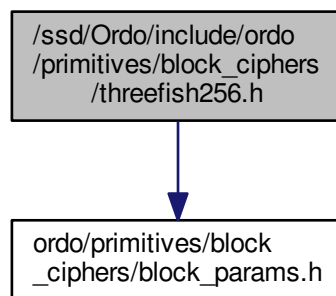 /ssd/Ordo/include/ordo
/primitives/block_ciphers
/threefish256.h
ordo/primitives/block
_ciphers/block_params.h